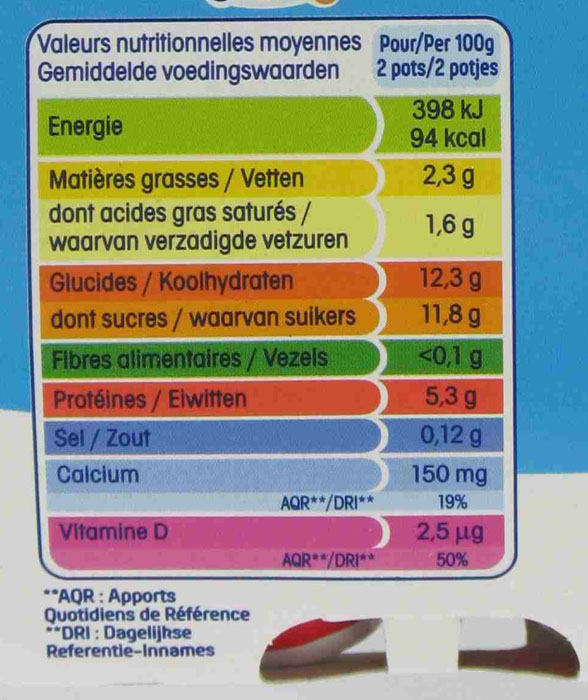 Valeurs nutritionnelles moyennes Pour/Per 100g
Gemiddelde voedingswaarden 2 pots/2 potjes
Energie 398 kJ
94 kcal
Matières grasses / Vetten 2,3 g
dont acides gras saturés /
waarvan verzadigde vetzuren 1,6 g
Glucides / Koolhydraten 12,3 g
dont sucres / waarvan suikers 11,8 g
Fibres alimentaires / Vezels <0,1 g
Protéines / Eiwitten 5,3 g
Sel / Zout 0,12 g
Calcium 150 mg
AQR**/DRI** 19%
Vitamine D 2,5 µg
AQR**/DRI** 50%
**AQR : Apports
Quotidiens de Référence
**DRI : Dagelijkse
Referentie-Innames